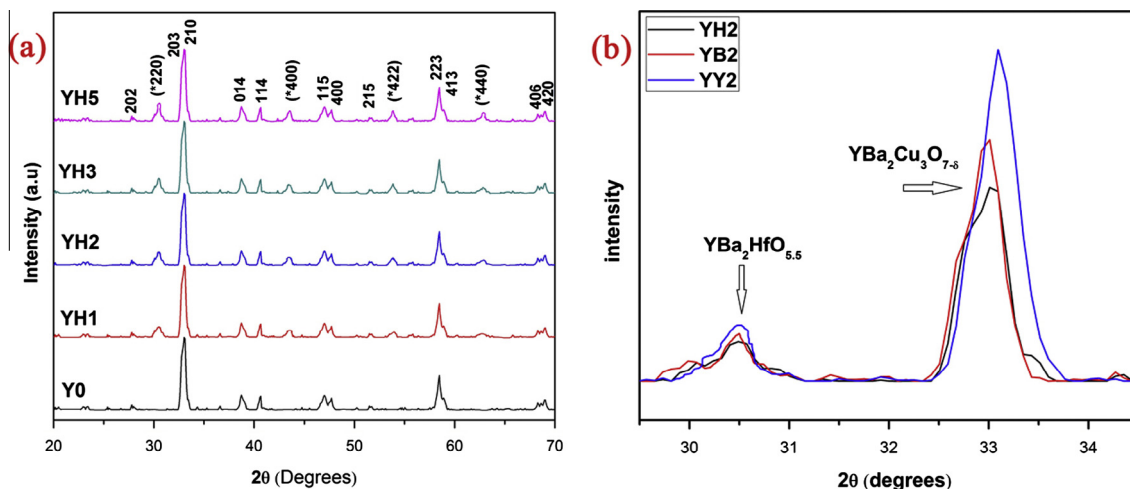 (a)
Intensity (a.u)
YH5
YH3
YH2
YH1
Y0
202
(*220)
203
210
014
114
(*400)
115
400
215
(*422)
223
413
(*440)
406
420
20 30 40 50 60 70
2θ (Degrees)
(b)
intensity
YH2
YB2
YY2
YBa₂Cu₃O₇₋δ
YBa₂HfO₅.₅
30 31 32 33 34
2θ (degrees)